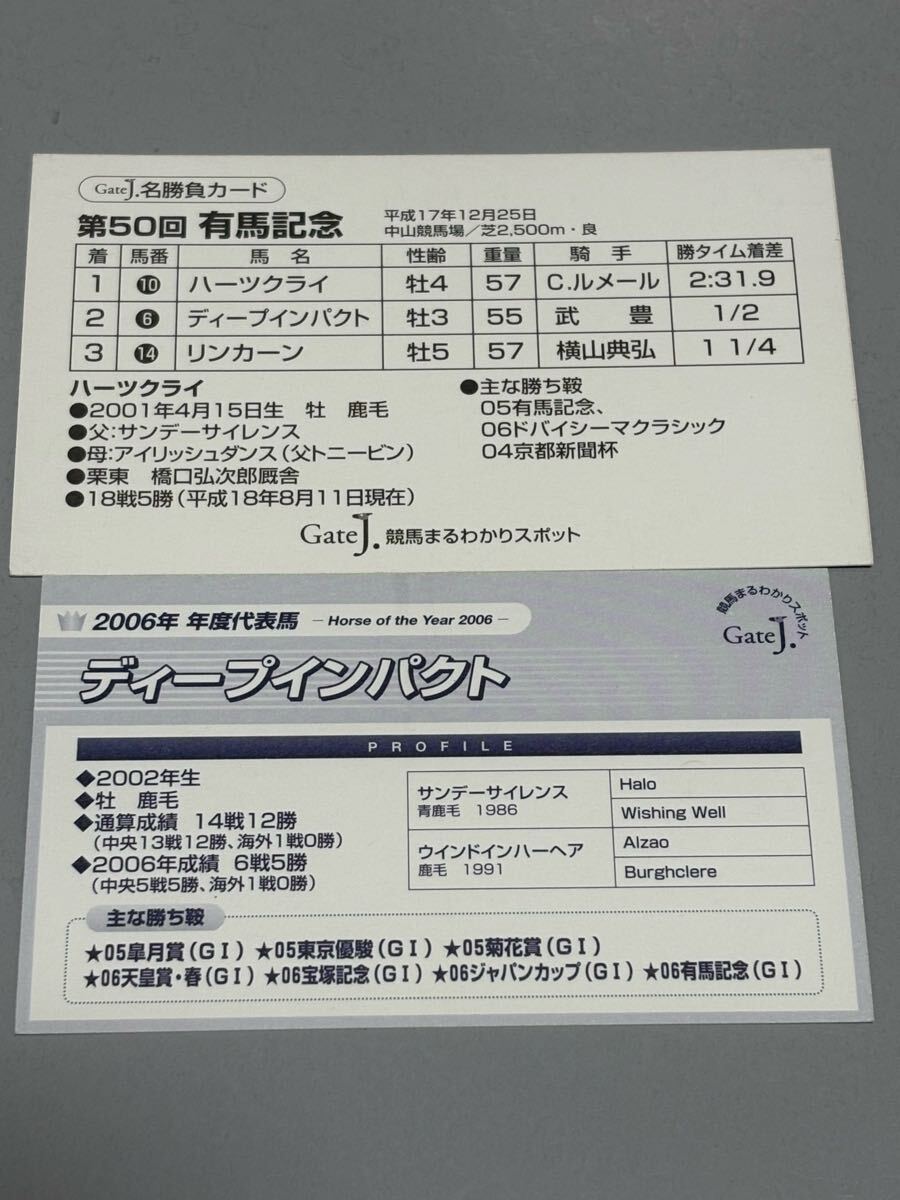 GateJ.名勝負カード
第50回 有馬記念 平成17年12月25日
中山競馬場/芝2,500m・良
着 馬番 馬名 性齢 重量 騎手 勝タイム着差
1 ❿ ハーツクライ 牡4 57 C.ルメール 2:31.9
2 ❻ ディープインパクト 牡3 55 武豊 1/2
3 ⓮ リンカーン 牡5 57 横山典弘 1 1/4
ハーツクライ
●2001年4月15日生 牡 鹿毛
●父:サンデーサイレンス
●母:アイリッシュダンス(父トニービン)
●栗東 橋口弘次郎厩舎
●18戦5勝(平成18年8月11日現在)
●主な勝ち鞍
05有馬記念、
06ドバイシーマクラシック
04京都新聞杯
GateJ. 競馬まるわかりスポット
2006年 年度代表馬 – Horse of the Year 2006 –
競馬まるわかりスポット
GateJ.
ディープインパクト
PROFILE
◆2002年生
◆牡 鹿毛
◆通算成績 14戦12勝
(中央13戦12勝、海外1戦0勝)
◆2006年成績 6戦5勝
(中央5戦5勝、海外1戦0勝)
サンデーサイレンス
青鹿毛 1986
Halo
Wishing Well
ウインドインハーヘア
鹿毛 1991
Alzao
Burghclere
主な勝ち鞍
★05皐月賞(GⅠ) ★05東京優駿(GⅠ) ★05菊花賞(GⅠ)
★06天皇賞・春(GⅠ) ★06宝塚記念(GⅠ) ★06ジャパンカップ(GⅠ) ★06有馬記念(GⅠ)